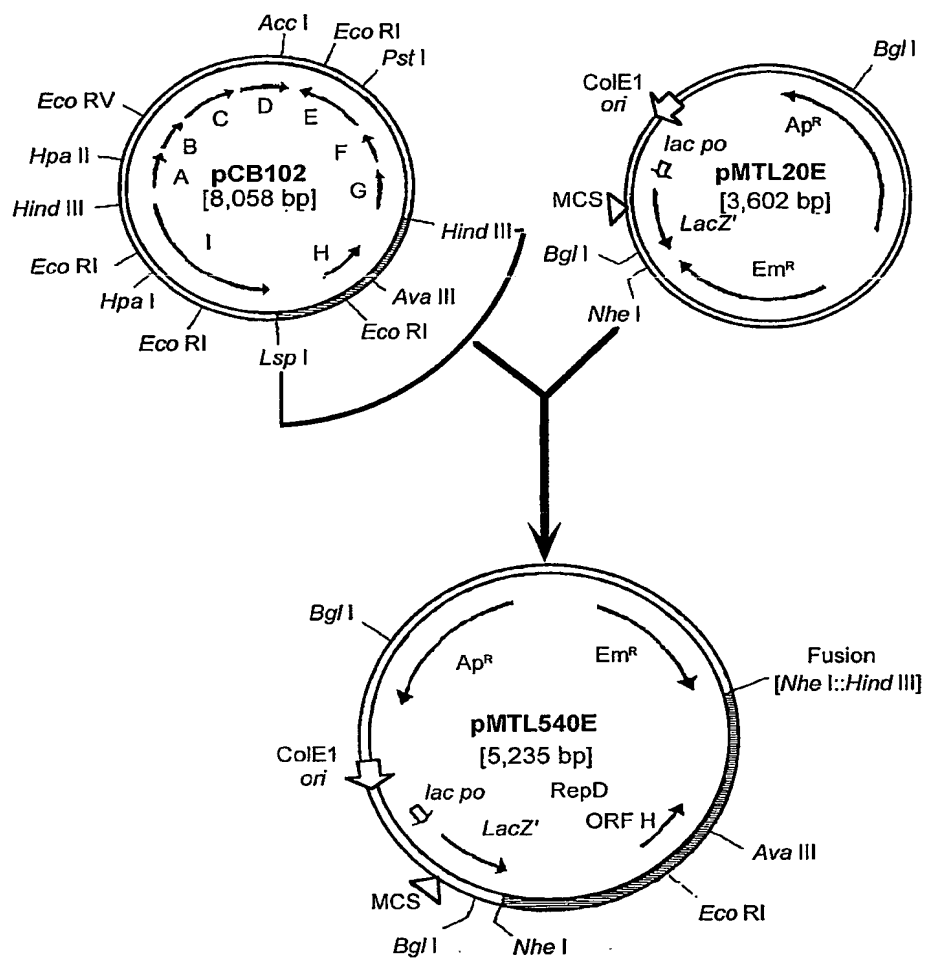 Acc I
Eco RI
Pst I
Eco RV
Hpa II
Hind III
Eco RI
Hpa I
Eco RI
Lsp I
Eco RI
Ava III
Hind III
A
B
C
D
E
F
G
H
I
pCB102
[8,058 bp]
Bgl I
ColE1
ori
Apᴿ
lac po
pMTL20E
[3,602 bp]
MCS
LacZ'
Bgl I
Emᴿ
Nhe I
Bgl I
Apᴿ
Emᴿ
Fusion
[Nhe I::Hind III]
pMTL540E
[5,235 bp]
ColE1
ori
lac po
RepD
LacZ'
ORF H
Ava III
MCS
Eco RI
Bgl I
Nhe I